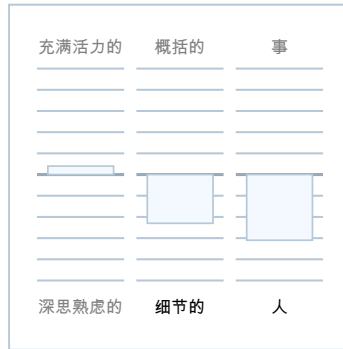 充满活力的 概括的 事
深思熟虑的 细节的 人